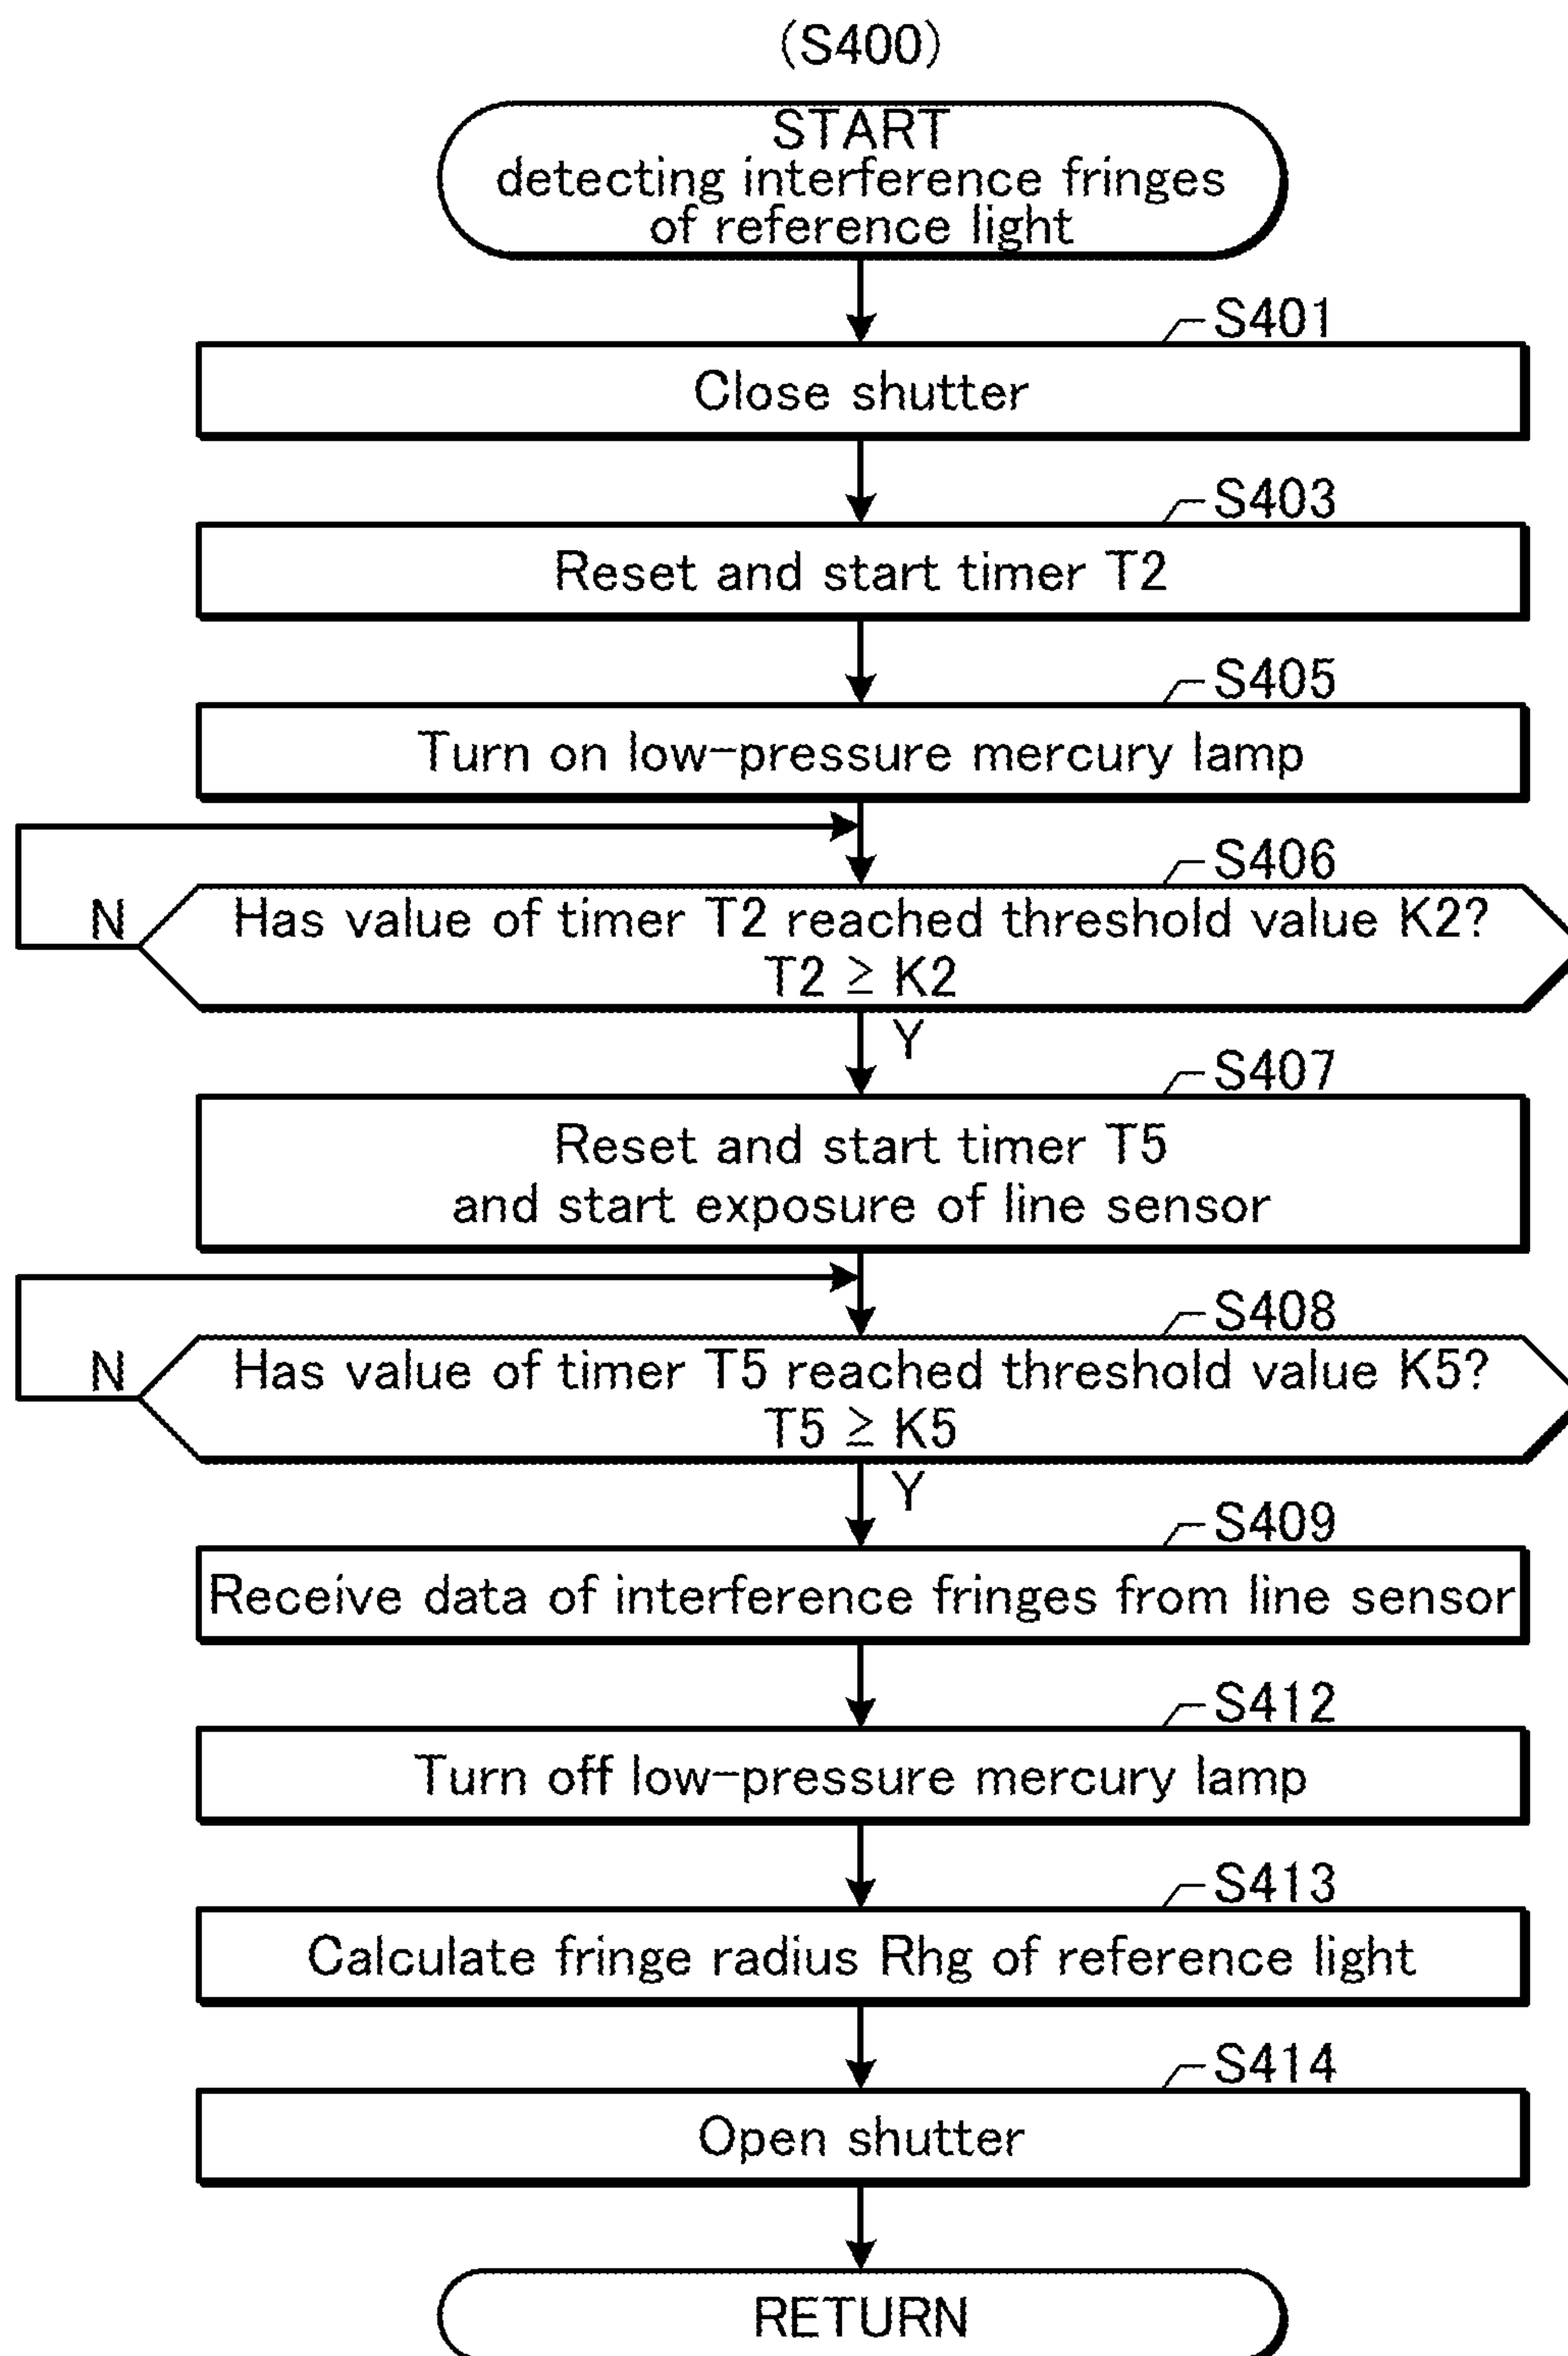 (S400)
START
detecting interference fringes
of reference light
S401
Close shutter
S403
Reset and start timer T2
S405
Turn on low-pressure mercury lamp
S406
N
Has value of timer T2 reached threshold value K2?
T2 ≧ K2
Y
S407
Reset and start timer T5
and start exposure of line sensor
S408
N
Has value of timer T5 reached threshold value K5?
T5 ≧ K5
Y
S409
Receive data of interference fringes from line sensor
S412
Turn off low-pressure mercury lamp
S413
Calculate fringe radius Rhg of reference light
S414
Open shutter
RETURN